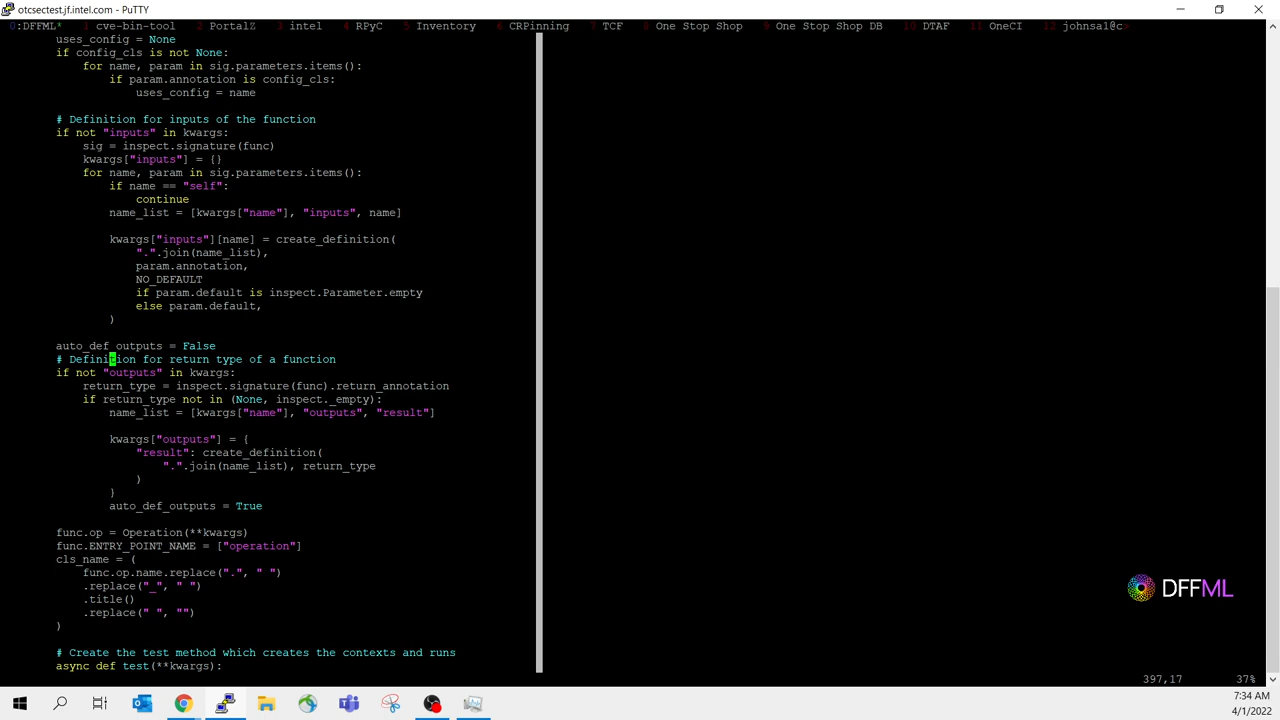 otcsectest.jf.intel.com - PuTTY
0:DFFML* 1 cve-bin-tool 2 PortalZ 3 intel 4 RPyC 5 Inventory 6 CRPinning 7 TCF 8 One Stop Shop 9 One Stop Shop DB 10 DTAF 11 OneCI 12 johnsa1@c>
uses_config = None
if config_cls is not None:
for name, param in sig.parameters.items():
if param.annotation is config_cls:
uses_config = name
# Definition for inputs of the function
if not "inputs" in kwargs:
sig = inspect.signature(func)
kwargs["inputs"] = {}
for name, param in sig.parameters.items():
if name == "self":
continue
name_list = [kwargs["name"], "inputs", name]
kwargs["inputs"][name] = create_definition(
".".join(name_list),
param.annotation,
NO_DEFAULT
if param.default is inspect.Parameter.empty
else param.default,
)
auto_def_outputs = False
# Definition for return type of a function
if not "outputs" in kwargs:
return_type = inspect.signature(func).return_annotation
if return_type not in (None, inspect._empty):
name_list = [kwargs["name"], "outputs", "result"]
kwargs["outputs"] = {
"result": create_definition(
".".join(name_list), return_type
)
}
auto_def_outputs = True
func.op = Operation(**kwargs)
func.ENTRY_POINT_NAME = ["operation"]
cls_name = (
func.op.name.replace(".", " ")
.replace("_", " ")
.title()
.replace(" ", "")
)
# Create the test method which creates the contexts and runs
async def test(**kwargs):
DFFML
397,17 37%
7:34 AM
4/1/2022